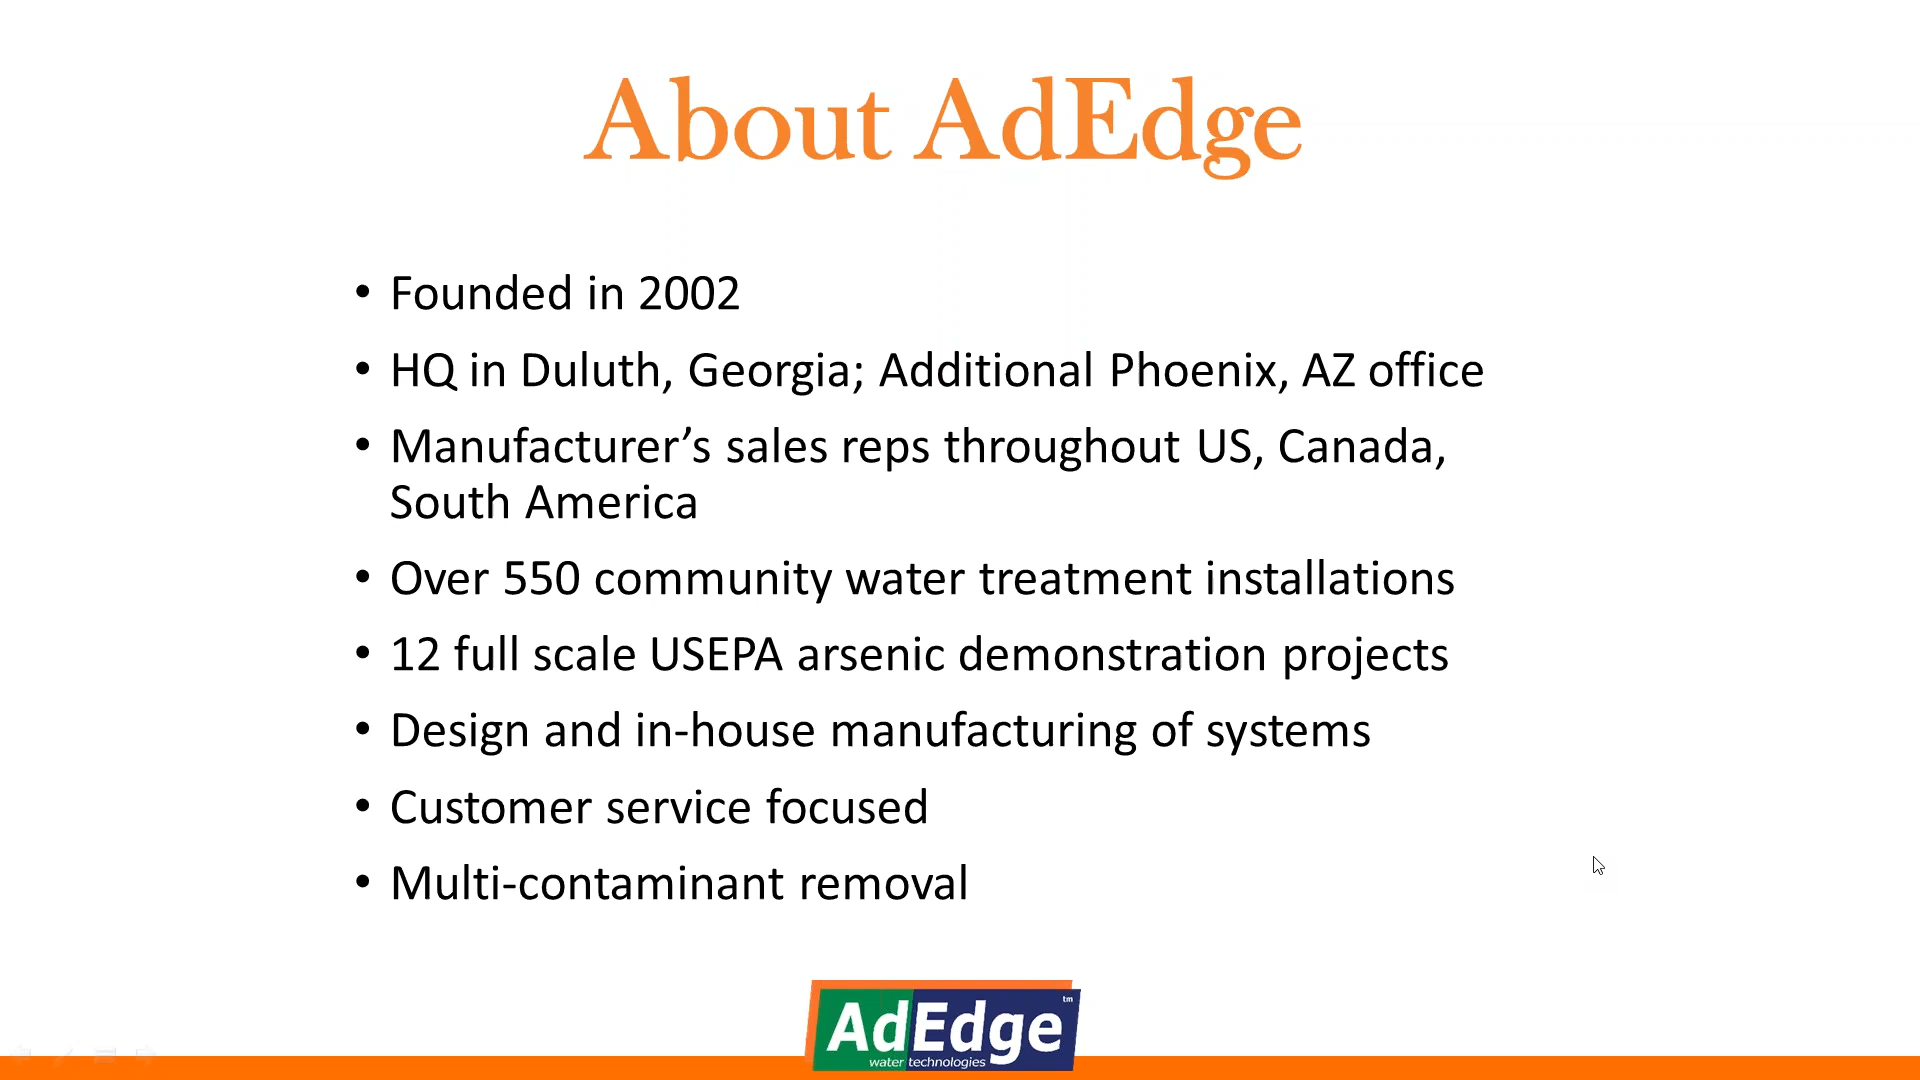 About AdEdge
• Founded in 2002
• HQ in Duluth, Georgia; Additional Phoenix, AZ office
• Manufacturer’s sales reps throughout US, Canada,
South America
• Over 550 community water treatment installations
• 12 full scale USEPA arsenic demonstration projects
• Design and in-house manufacturing of systems
• Customer service focused
• Multi-contaminant removal
AdEdge tm
water technologies